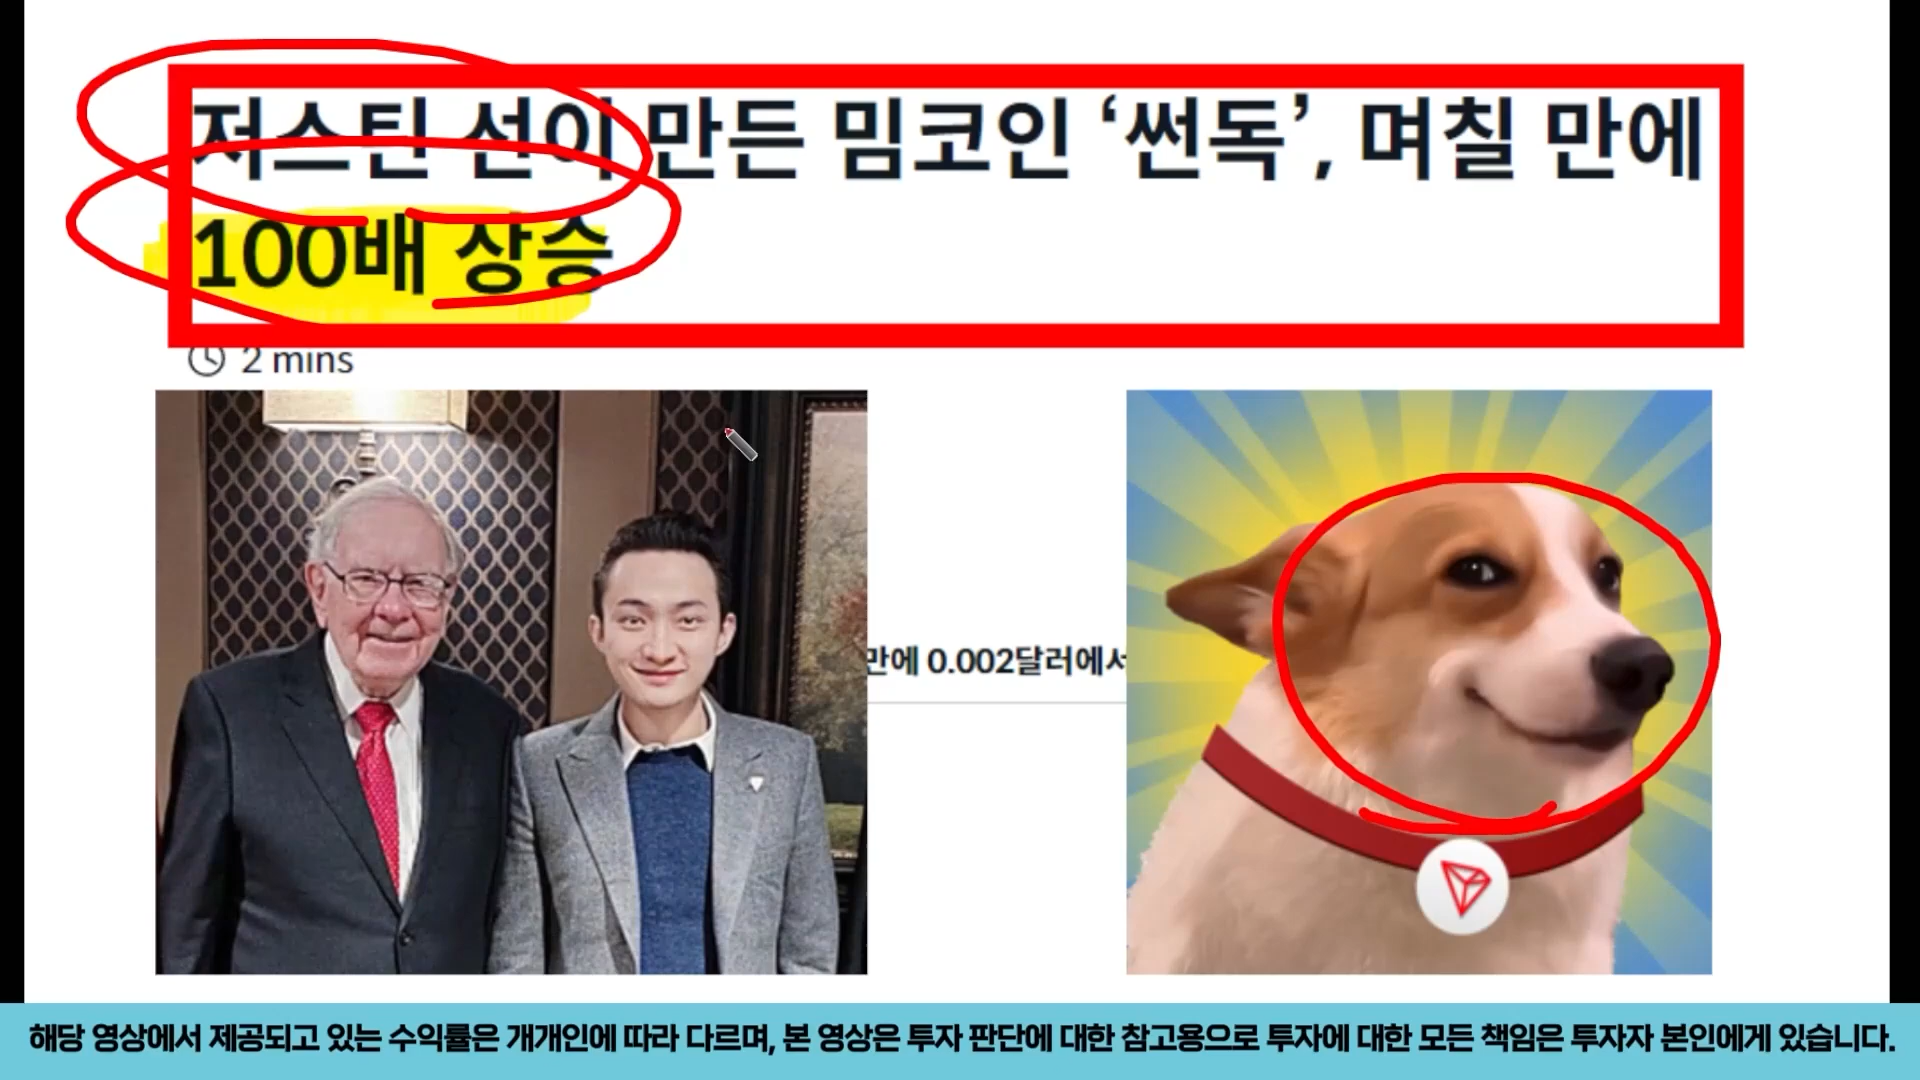 저스틴 선이 만든 밈코인 ‘썬독’, 며칠 만에
100배 상승
2 mins
만에 0.002달러에서
해당 영상에서 제공되고 있는 수익률은 개개인에 따라 다르며, 본 영상은 투자 판단에 대한 참고용으로 투자에 대한 모든 책임은 투자자 본인에게 있습니다.